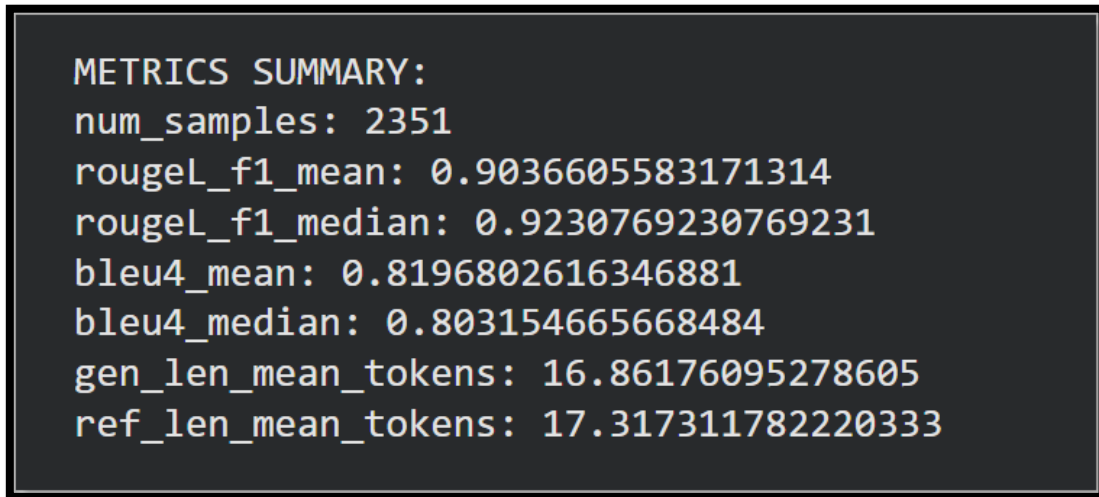 METRICS SUMMARY:
num_samples: 2351
rougeL_f1_mean: 0.9036605583171314
rougeL_f1_median: 0.9230769230769231
bleu4_mean: 0.8196802616346881
bleu4_median: 0.803154665668484
gen_len_mean_tokens: 16.86176095278605
ref_len_mean_tokens: 17.317311782220333